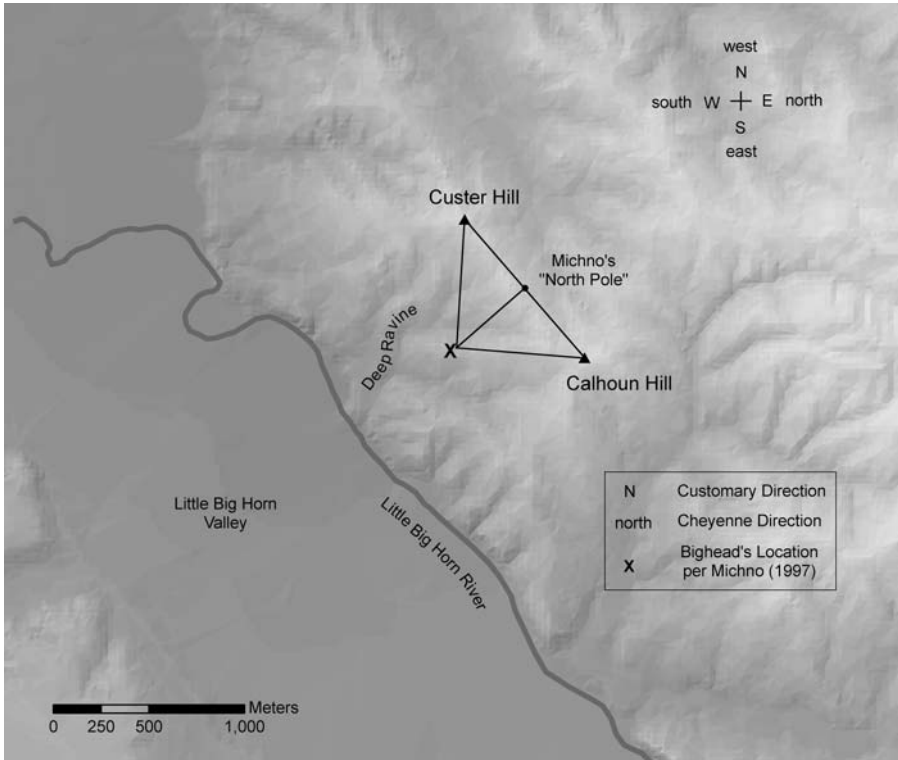 west
N
south W E north
S
east
Custer Hill
Michno's
"North Pole"
Deep Ravine
X
Calhoun Hill
Little Big Horn
Valley
Little Big Horn River
N Customary Direction
north Cheyenne Direction
X Bighead's Location
per Michno (1997)
Meters
0 250 500 1,000